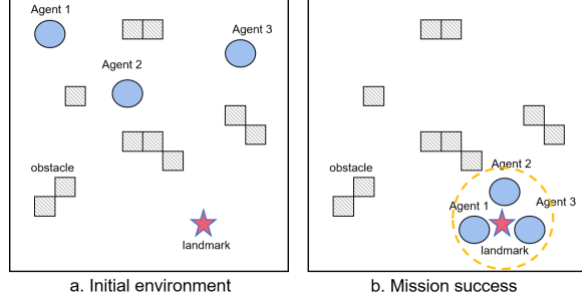 Agent 1
Agent 3
Agent 2
obstacle
landmark
a. Initial environment
obstacle
Agent 2
Agent 1
Agent 3
landmark
b. Mission success